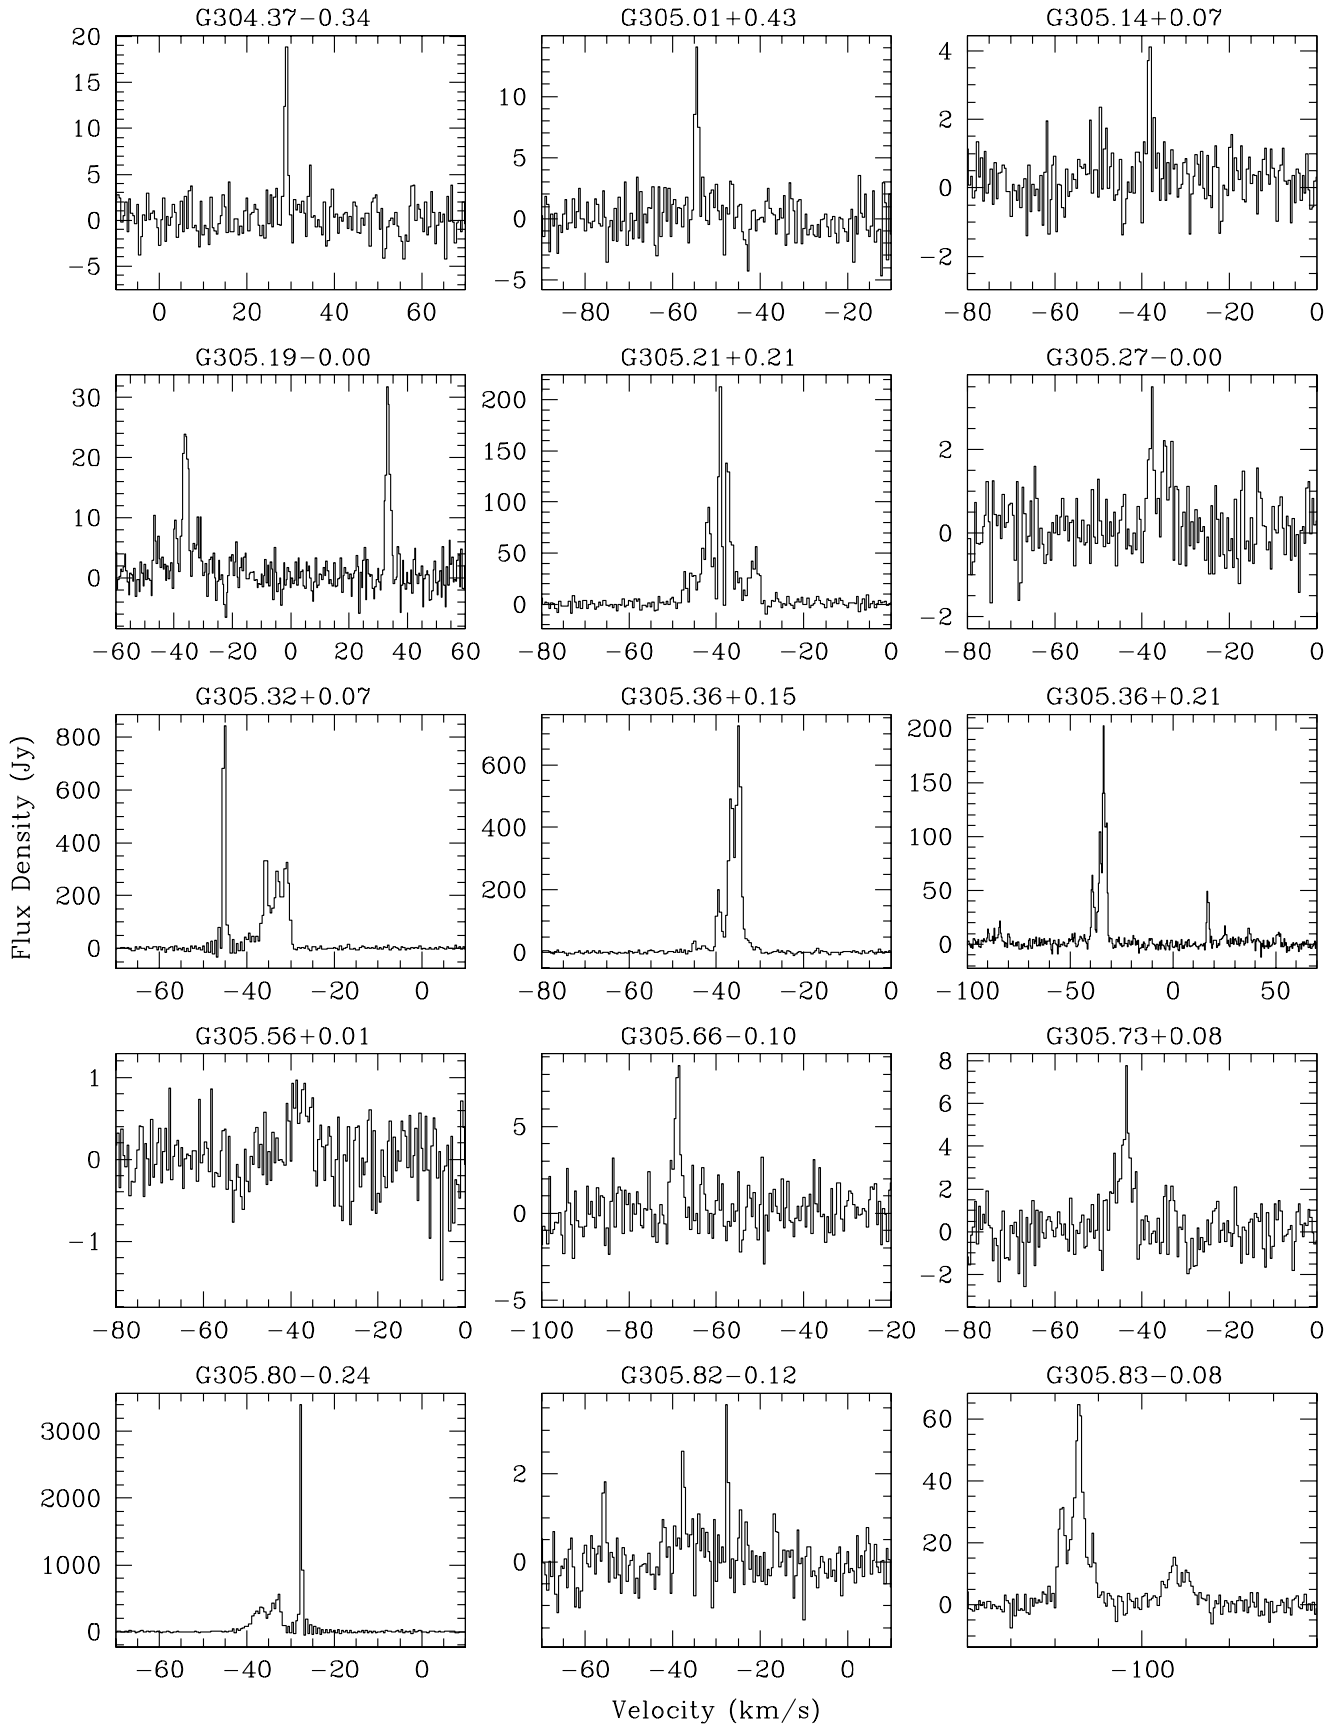 G304.37−0.34
G305.01+0.43
G305.14+0.07
20
15
10
5
0
−5
0 20 40 60
10
5
0
−5
−80 −60 −40 −20
4
2
0
−2
−80 −60 −40 −20 0
G305.19−0.00
G305.21+0.21
G305.27−0.00
30
20
10
0
−60 −40 −20 0 20 40 60
200
150
100
50
0
−80 −60 −40 −20 0
2
0
−2
−80 −60 −40 −20 0
G305.32+0.07
G305.36+0.15
G305.36+0.21
Flux Density (Jy)
800
600
400
200
0
−60 −40 −20 0
600
400
200
0
−80 −60 −40 −20 0
200
150
100
50
0
−100 −50 0 50
G305.56+0.01
G305.66−0.10
G305.73+0.08
1
0
−1
−80 −60 −40 −20 0
5
0
−5
−100 −80 −60 −40 −20
8
6
4
2
0
−2
−80 −60 −40 −20 0
G305.80−0.24
G305.82−0.12
G305.83−0.08
3000
2000
1000
0
−60 −40 −20 0
2
0
−60 −40 −20 0
60
40
20
0
−100
Velocity (km/s)